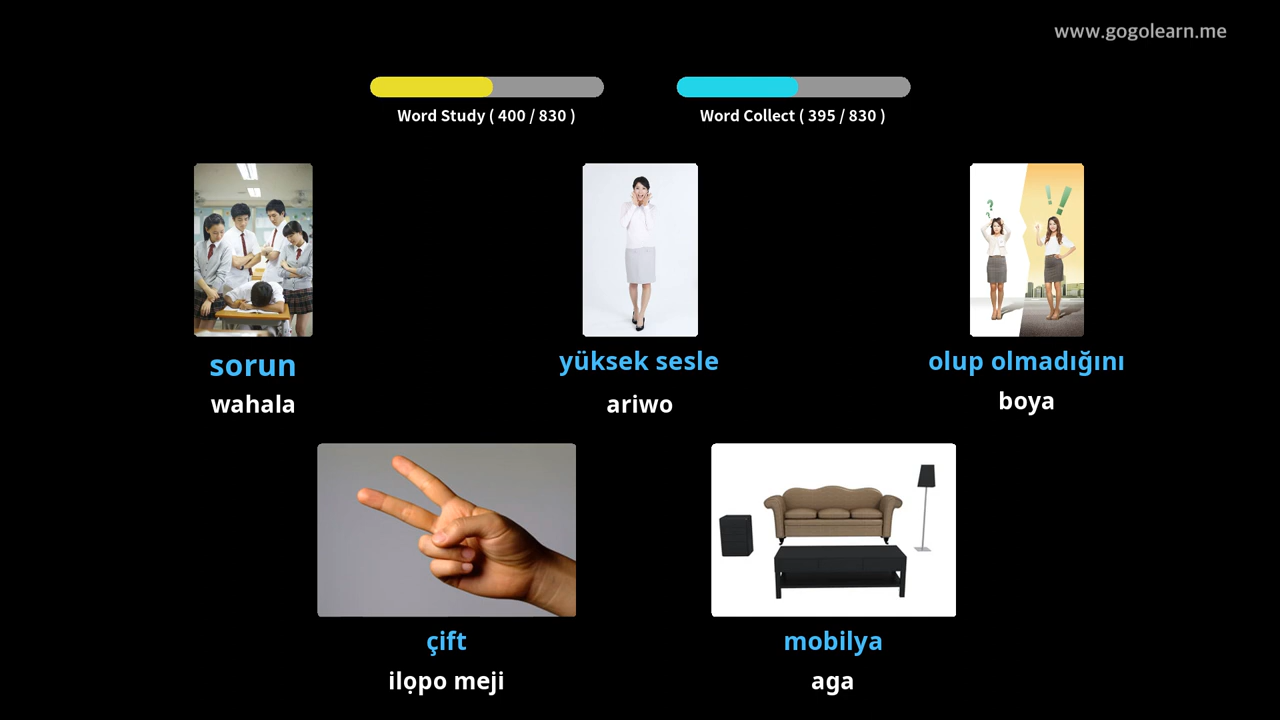 www.gogolearn.me
Word Study ( 400 / 830 )
Word Collect ( 395 / 830 )
sorun
wahala
yüksek sesle
ariwo
olup olmadığını
boya
çift
ilọpo meji
mobilya
aga